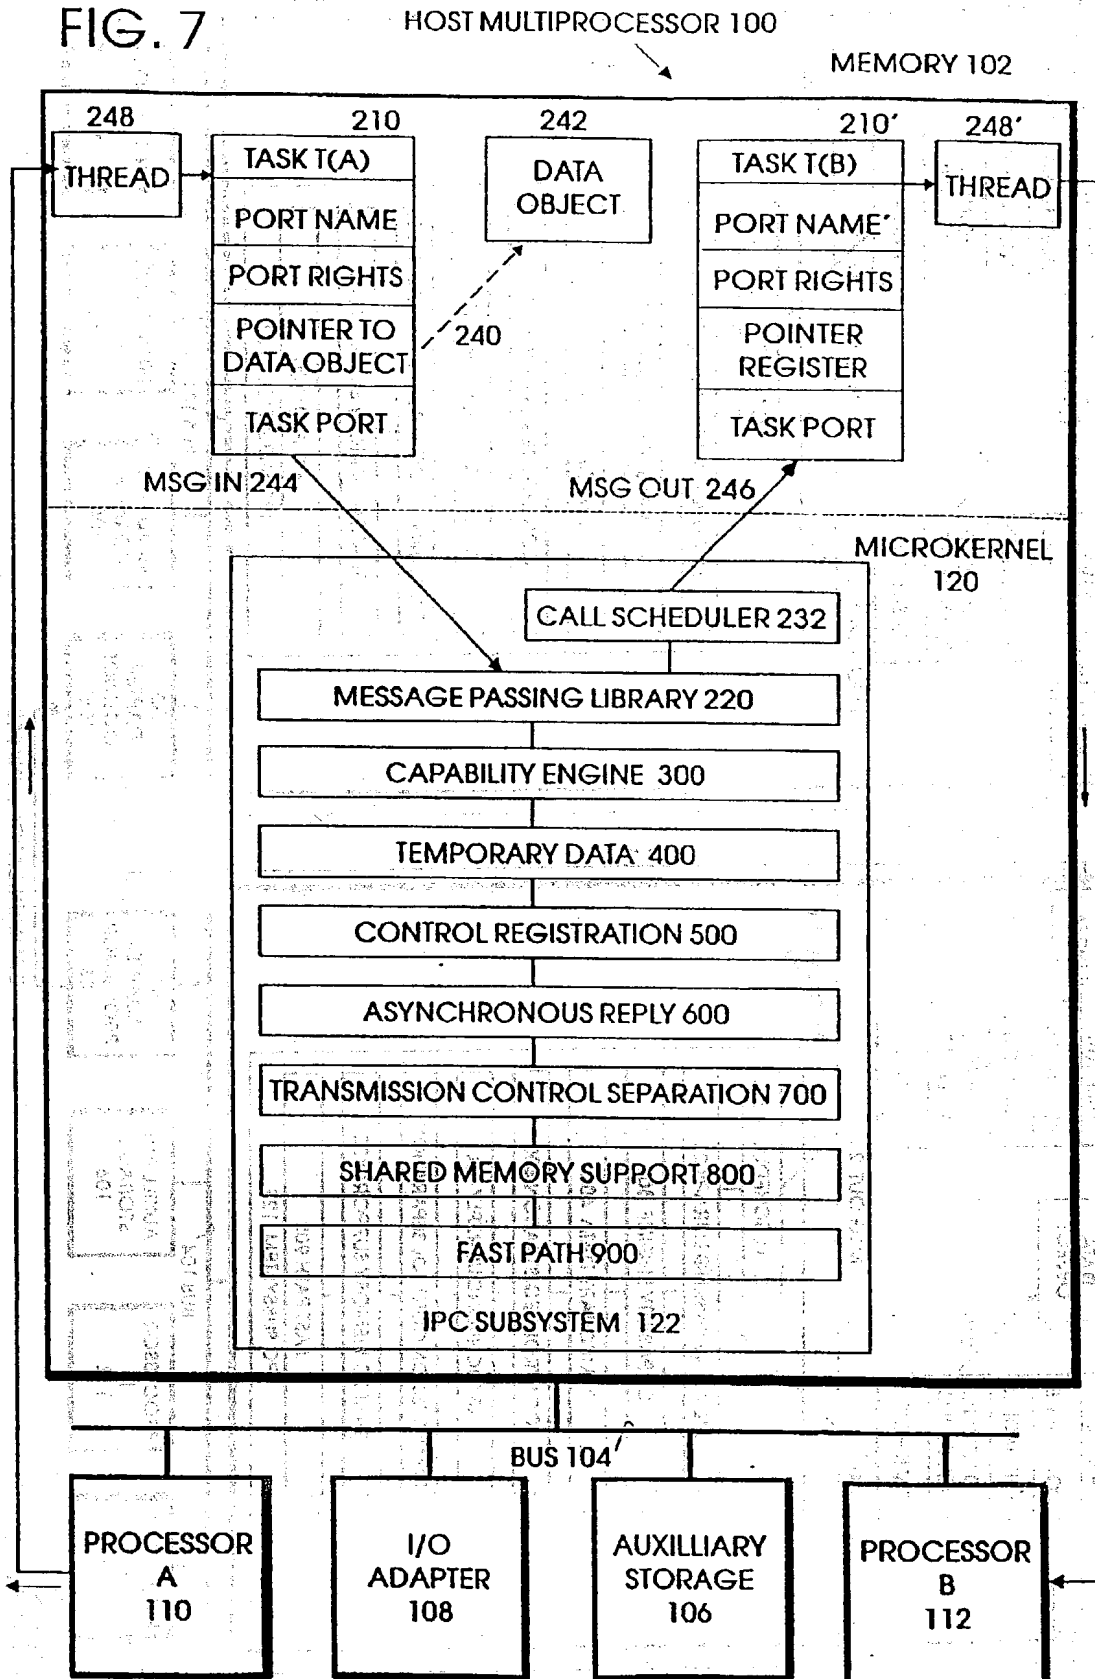 FIG. 7
HOST MULTIPROCESSOR 100
MEMORY 102
248
210
242
210′
248′
THREAD
TASK T(A)
PORT NAME
PORT RIGHTS
POINTER TO
DATA OBJECT
TASK PORT
240
DATA
OBJECT
TASK T(B)
PORT NAME′
PORT RIGHTS
POINTER
REGISTER
TASK PORT
THREAD
MSG IN 244
MSG OUT 246
MICROKERNEL
120
CALL SCHEDULER 232
MESSAGE PASSING LIBRARY 220
CAPABILITY ENGINE 300
TEMPORARY DATA 400
CONTROL REGISTRATION 500
ASYNCHRONOUS REPLY 600
TRANSMISSION CONTROL SEPARATION 700
SHARED MEMORY SUPPORT 800
FAST PATH 900
IPC SUBSYSTEM 122
BUS 104′
PROCESSOR
A
110
I/O
ADAPTER
108
AUXILLIARY
STORAGE
106
PROCESSOR
B
112